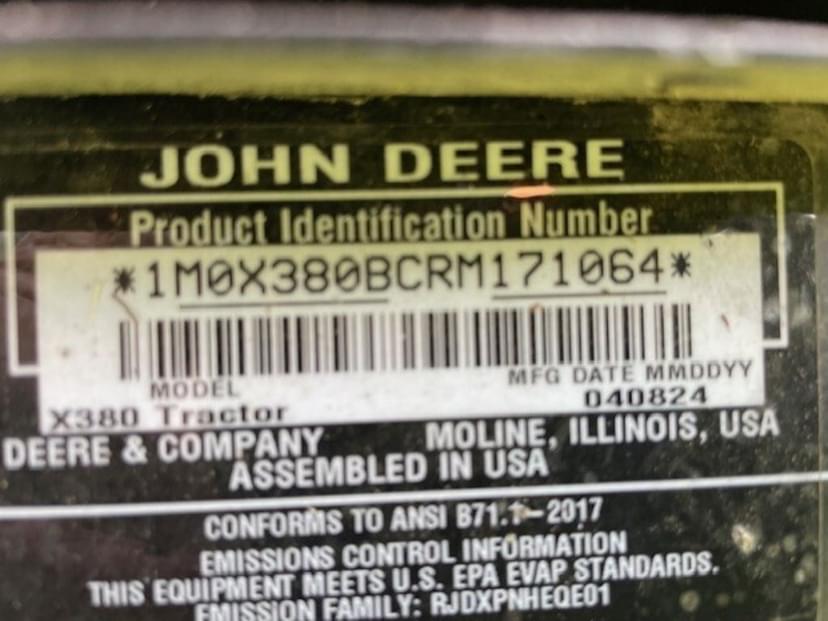 JOHN DEERE
Product Identification Number
*1M0X380BCRM171064*
MODEL
MFG DATE MMDDYY
X380 Tractor
040824
DEERE & COMPANY MOLINE, ILLINOIS, USA
ASSEMBLED IN USA
CONFORMS TO ANSI B71.1-2017
EMISSIONS CONTROL INFORMATION
THIS EQUIPMENT MEETS U.S. EPA EVAP STANDARDS.
EMISSION FAMILY: RJDXPNHEQE01